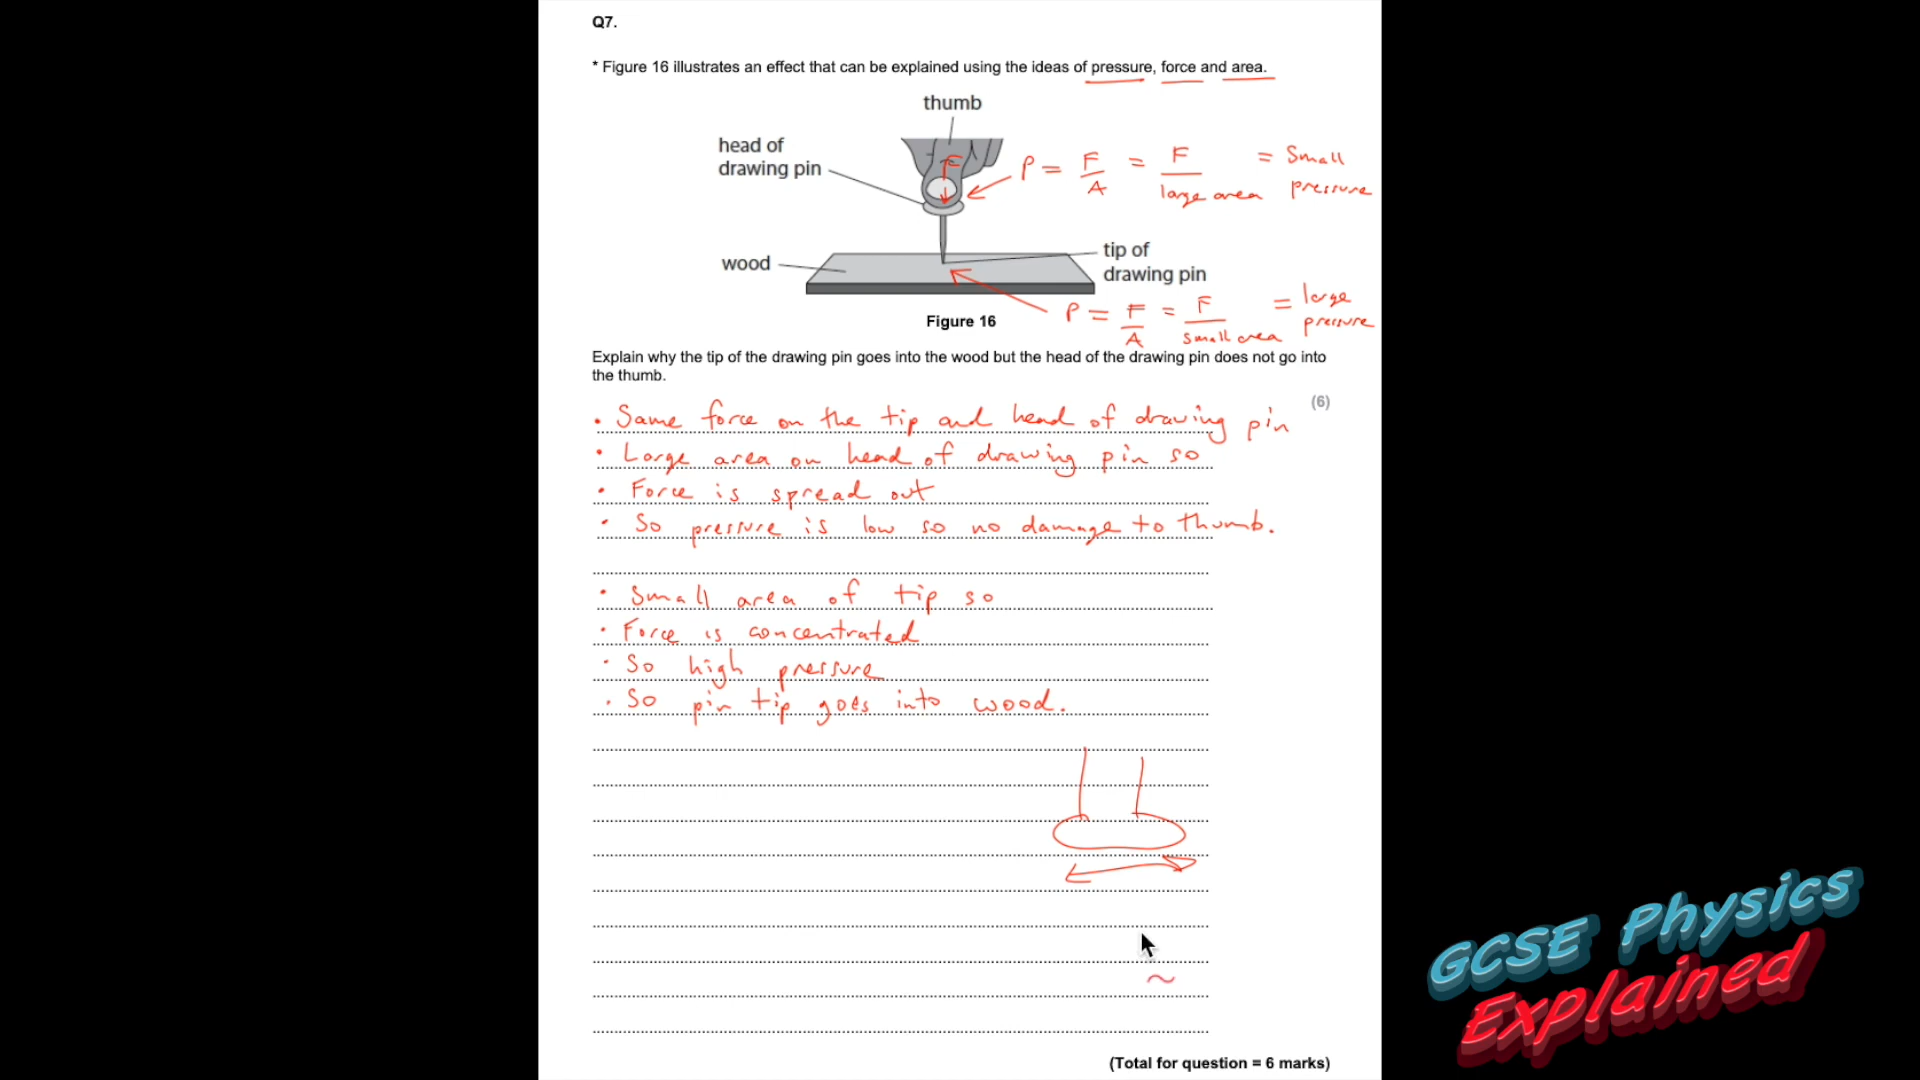 Q7.
* Figure 16 illustrates an effect that can be explained using the ideas of pressure, force and area.
thumb
head of
drawing pin
F
P = F/A = F/large area = Small pressure
wood
tip of
drawing pin
P = F/A = F/small area = large pressure
Figure 16
Explain why the tip of the drawing pin goes into the wood but the head of the drawing pin does not go into
the thumb.
(6)
• Same force on the tip and head of drawing pin
• Large area on head of drawing pin so
• Force is spread out
• So pressure is low so no damage to thumb.
• Small area of tip so
• Force is concentrated
• So high pressure
• So pin tip goes into wood.
(Total for question = 6 marks)
GCSE Physics
Explained